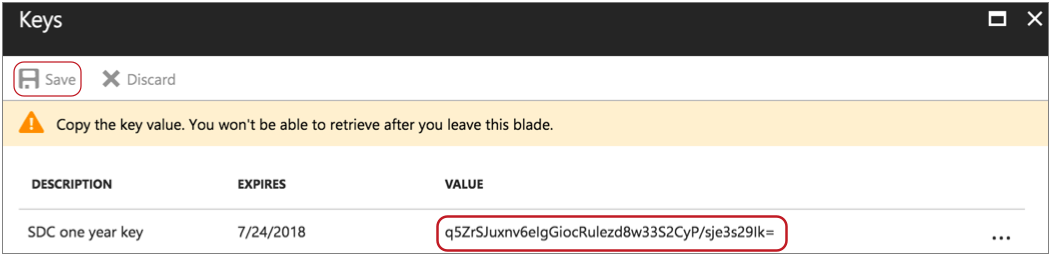 Keys
Save Discard
Copy the key value. You won't be able to retrieve after you leave this blade.
DESCRIPTION EXPIRES VALUE
SDC one year key 7/24/2018 q5ZrSJuxnv6eIgGiocRulezd8w33S2CyP/sje3s29Ik=